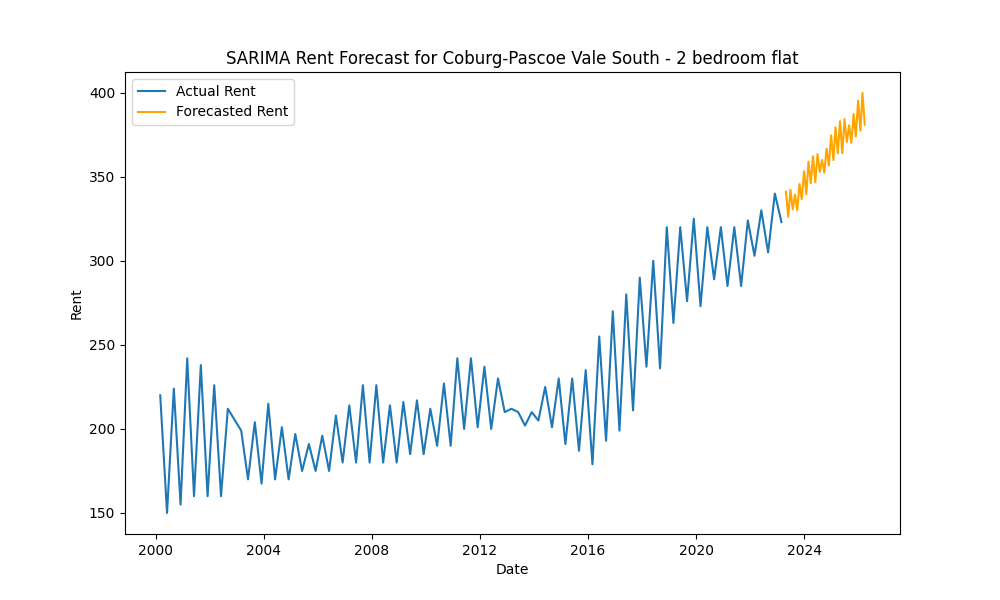 SARIMA Rent Forecast for Coburg-Pascoe Vale South - 2 bedroom flat
Actual Rent
Forecasted Rent
400
350
300
250
200
150
Rent
2000 2004 2008 2012 2016 2020 2024
Date